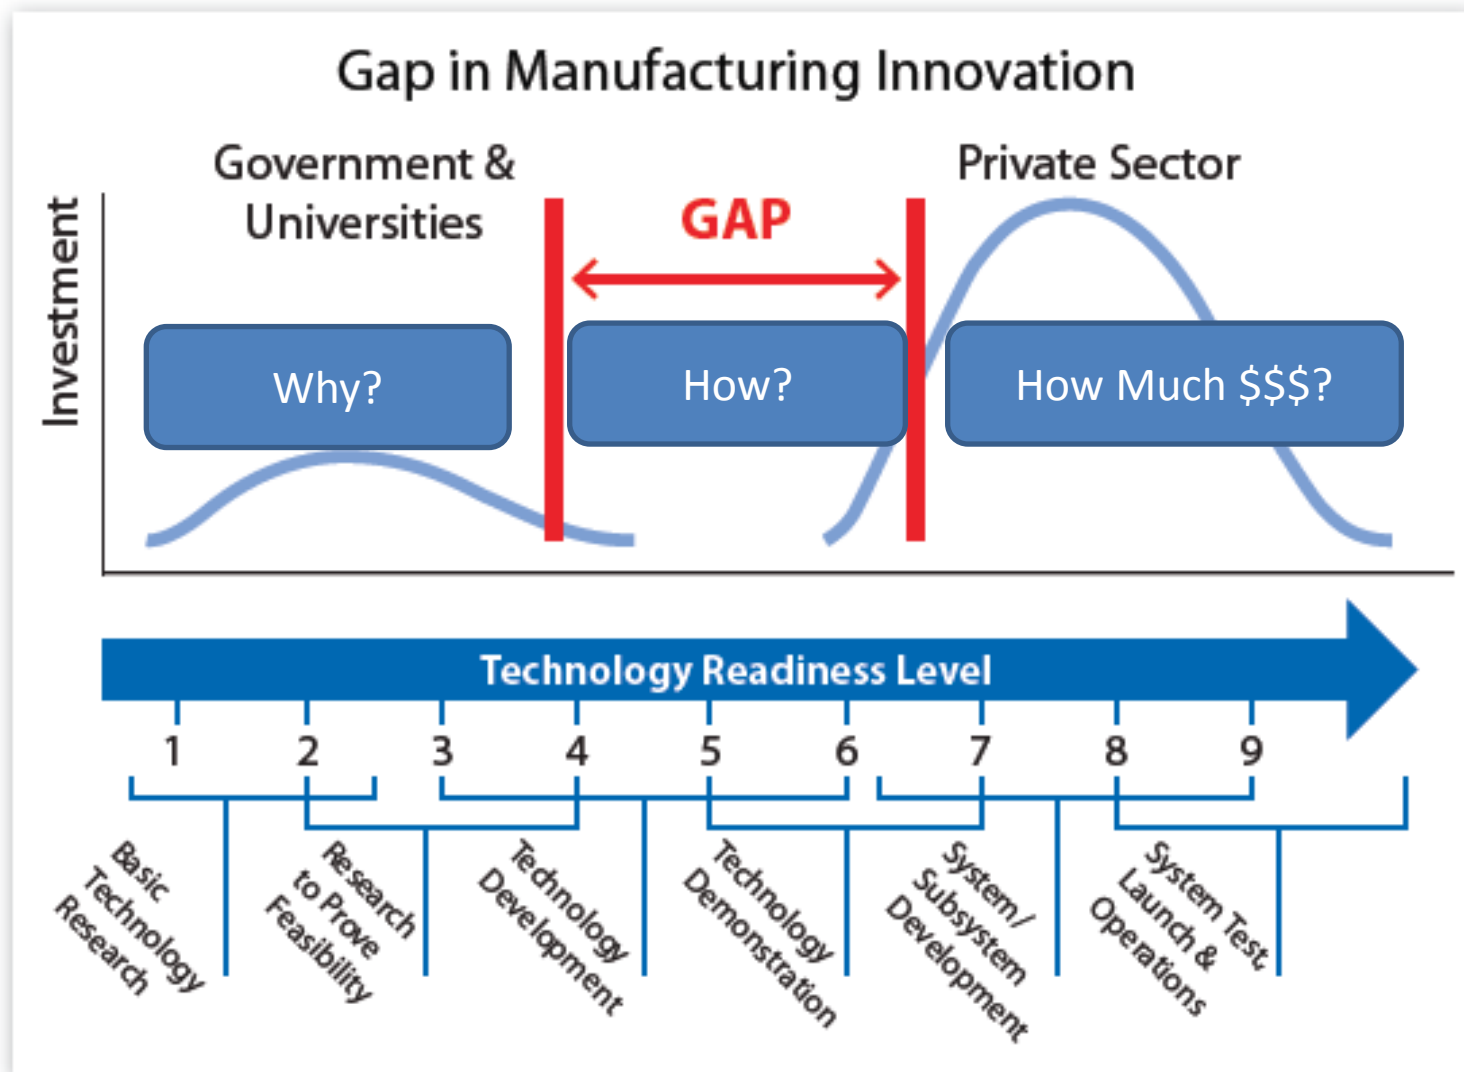 Gap in Manufacturing Innovation
Government &
Universities
Private Sector
GAP
Investment
Why?
How?
How Much $$$?
Technology Readiness Level
1 2 3 4 5 6 7 8 9
Basic
Technology
Research
Research
to Prove
Feasibility
Technology
Development
Technology
Demonstration
System/
Subsystem
Development
System Test,
Launch &
Operations